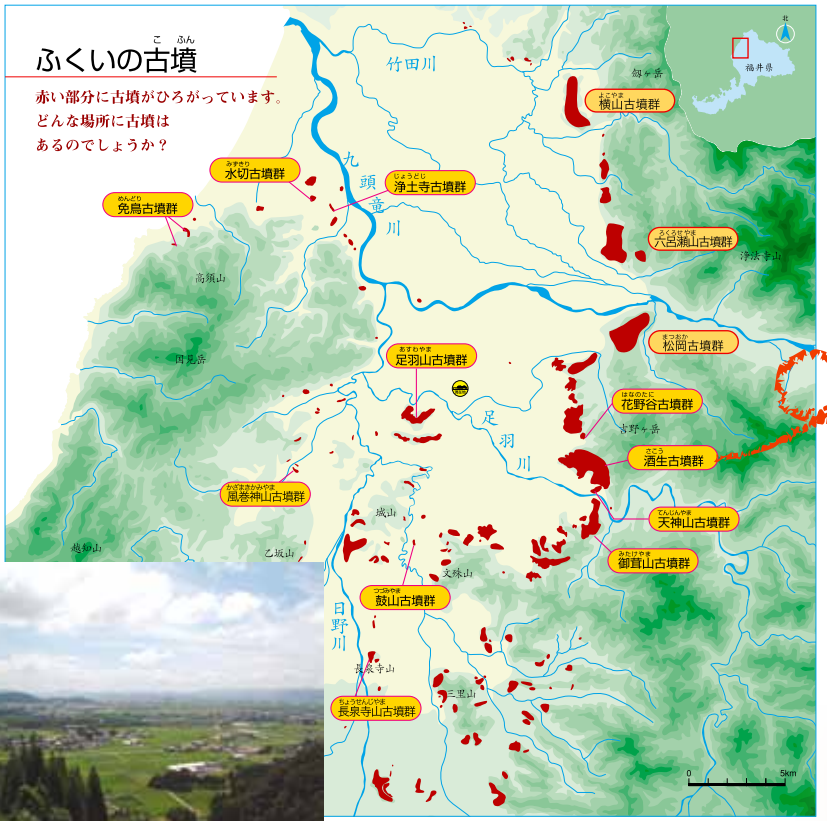 ふくいの古墳
こ ふん
赤い部分に古墳がひろがっています。
どんな場所に古墳は
あるのでしょうか？
北
福井県
竹田川
劔ヶ岳
よこやま
横山古墳群
みずきり
水切古墳群
九頭竜川
じょうどじ
浄土寺古墳群
めんどり
免鳥古墳群
ろくろせやま
六呂瀬山古墳群
浄法寺山
高須山
まつおか
松岡古墳群
国見岳
あすわやま
足羽山古墳群
はなのたに
花野谷古墳群
足羽川
吉野ヶ岳
さこう
酒生古墳群
かざまきかみやま
風巻神山古墳群
城山
てんじんやま
天神山古墳群
越知山
乙坂山
みたけやま
御茸山古墳群
文殊山
つづみやま
鼓山古墳群
日野川
長泉寺山
三里山
ちょうせんじやま
長泉寺山古墳群
0 5km